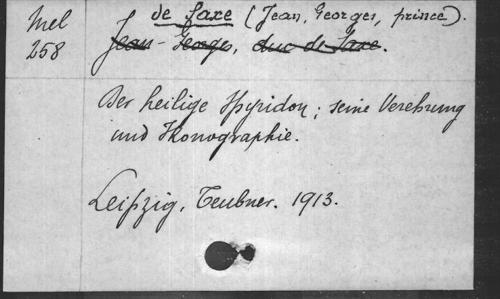 Mel de Saxe (Jean, Georges, prince).
258 Jean-Georges, duc de Saxe.
Der heilige Spyridon; seine Verehrung
und Ikonographie.
Leipzig, Teubner. 1913.